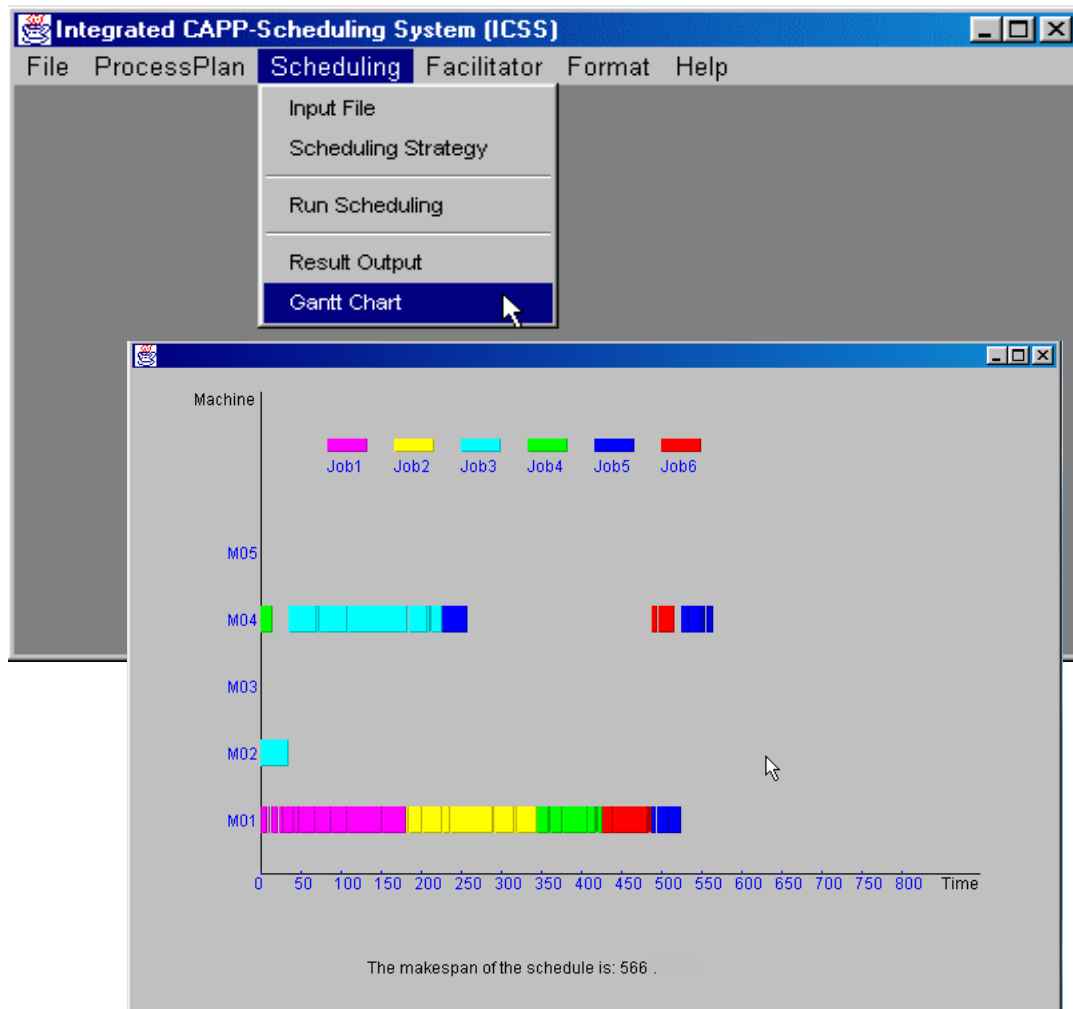 Integrated CAPP-Scheduling System (ICSS)
File ProcessPlan Scheduling Facilitator Format Help
Input File
Scheduling Strategy
Run Scheduling
Result Output
Gantt Chart
Machine
Job1 Job2 Job3 Job4 Job5 Job6
M05
M04
M03
M02
M01
0 50 100 150 200 250 300 350 400 450 500 550 600 650 700 750 800 Time
The makespan of the schedule is: 566 .